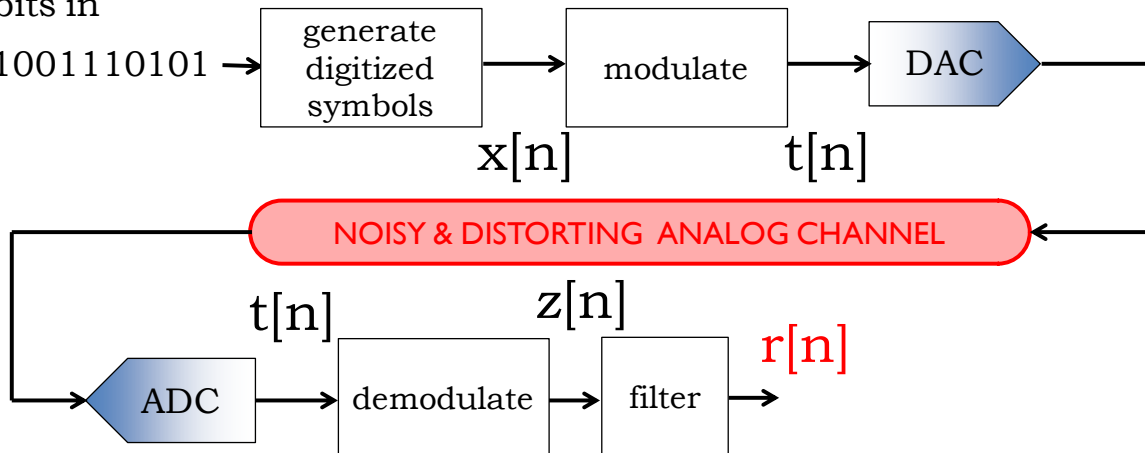 bits in
1001110101
generate
digitized
symbols
modulate
DAC
x[n]
t[n]
NOISY & DISTORTING ANALOG CHANNEL
t[n]
z[n]
r[n]
ADC
demodulate
filter